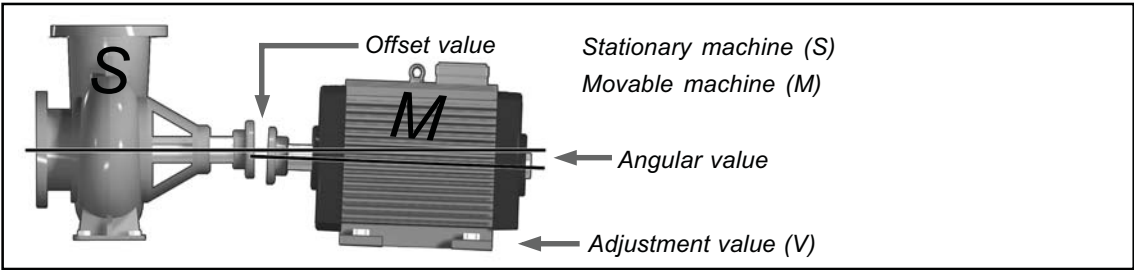 Offset value
Stationary machine (S)
Movable machine (M)
S
M
Angular value
Adjustment value (V)